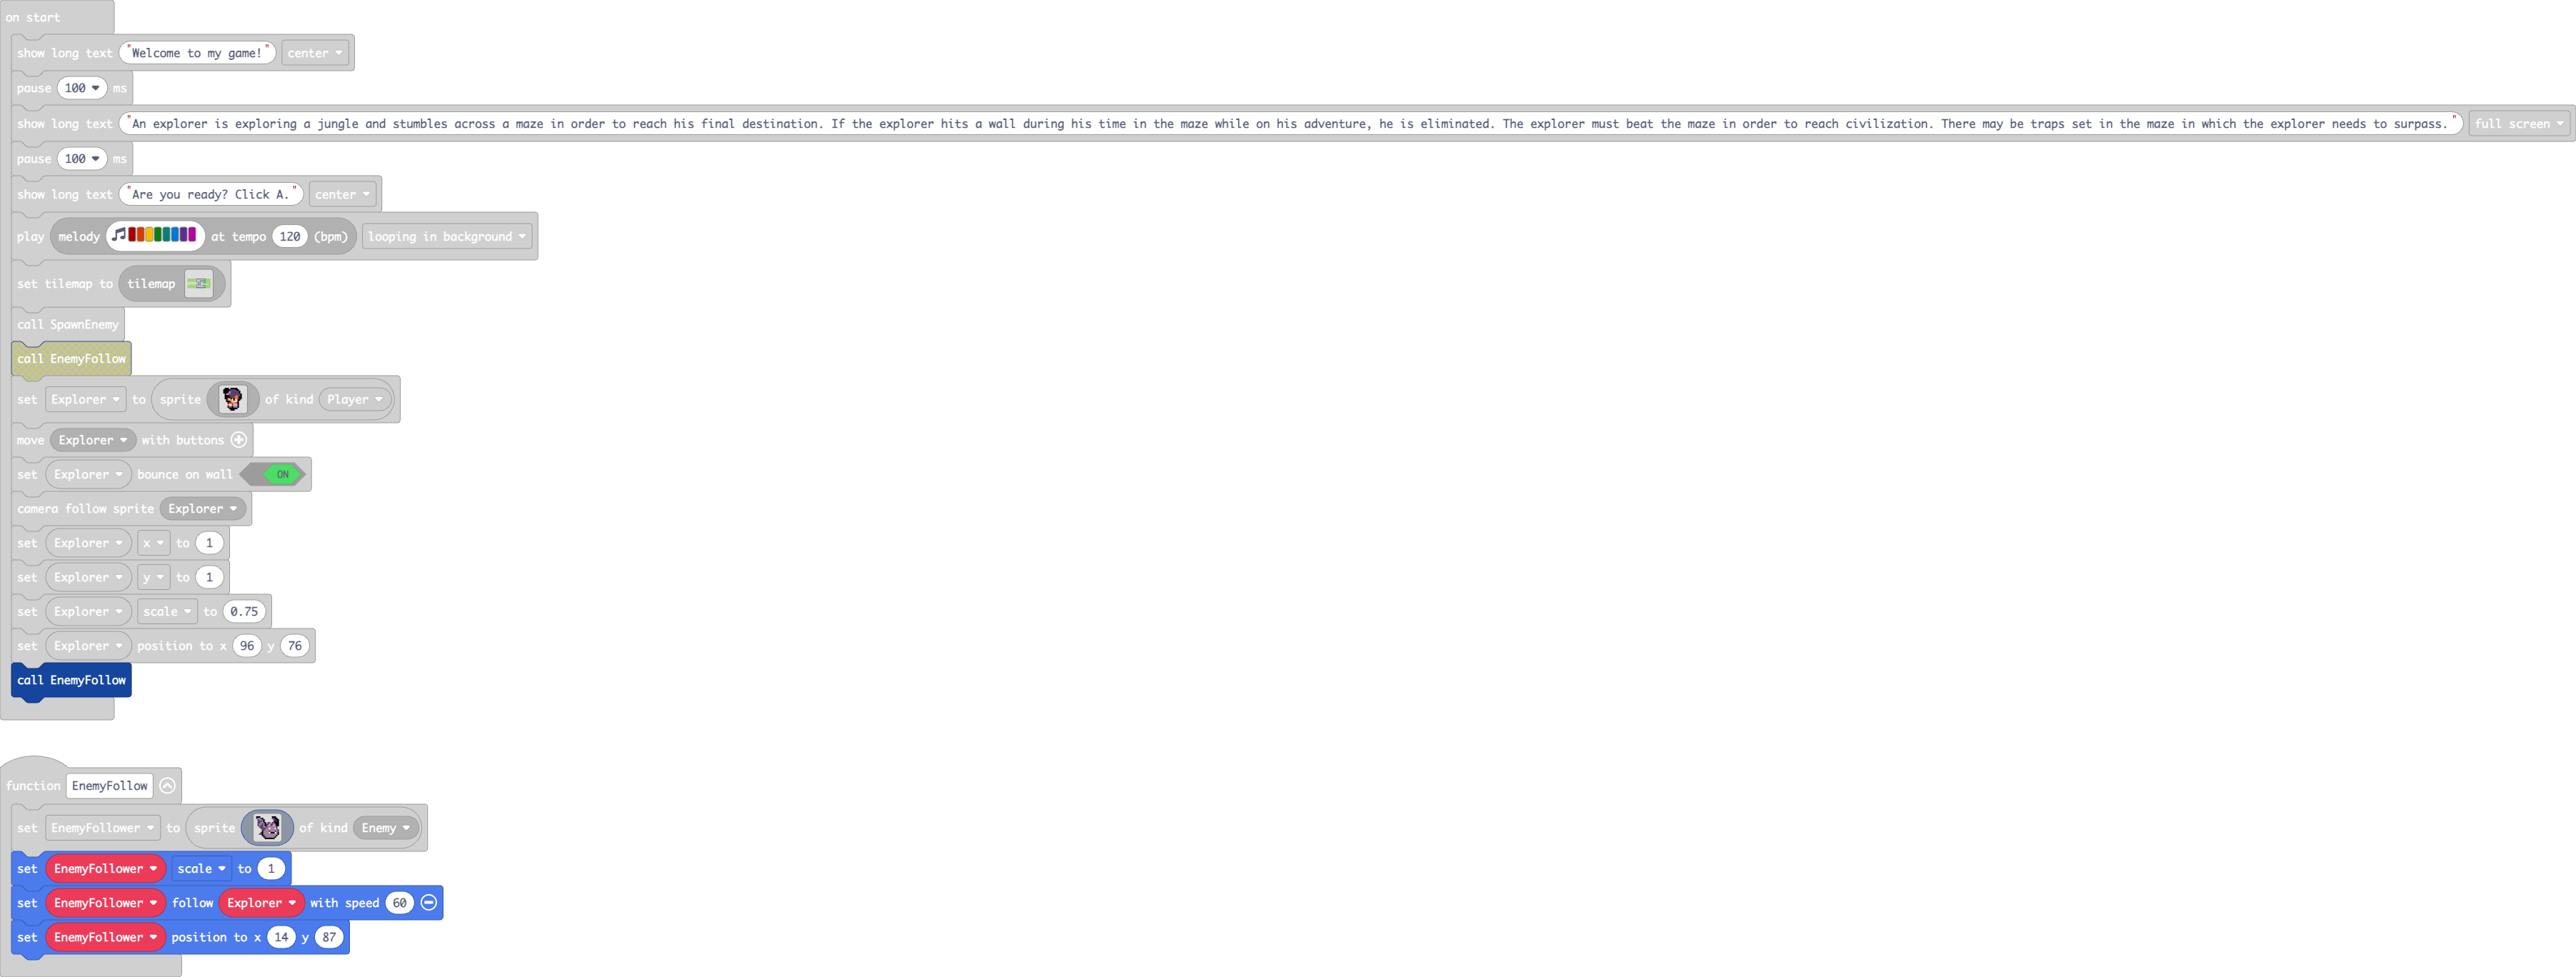 on start
show long text "Welcome to my game!" center
pause 100 ms
show long text "An explorer is exploring a jungle and stumbles across a maze in order to reach his final destination. If the explorer hits a wall during his time in the maze while on his adventure, he is eliminated. The explorer must beat the maze in order to reach civilization. There may be traps set in the maze in which the explorer needs to surpass." full screen
pause 100 ms
show long text "Are you ready? Click A." center
play melody at tempo 120 (bpm) looping in background
set tilemap to tilemap
call SpawnEnemy
call EnemyFollow
set Explorer to sprite of kind Player
move Explorer with buttons
set Explorer bounce on wall ON
camera follow sprite Explorer
set Explorer x to 1
set Explorer y to 1
set Explorer scale to 0.75
set Explorer position to x 96 y 76
call EnemyFollow
function EnemyFollow
set EnemyFollower to sprite of kind Enemy
set EnemyFollower scale to 1
set EnemyFollower follow Explorer with speed 60
set EnemyFollower position to x 14 y 87